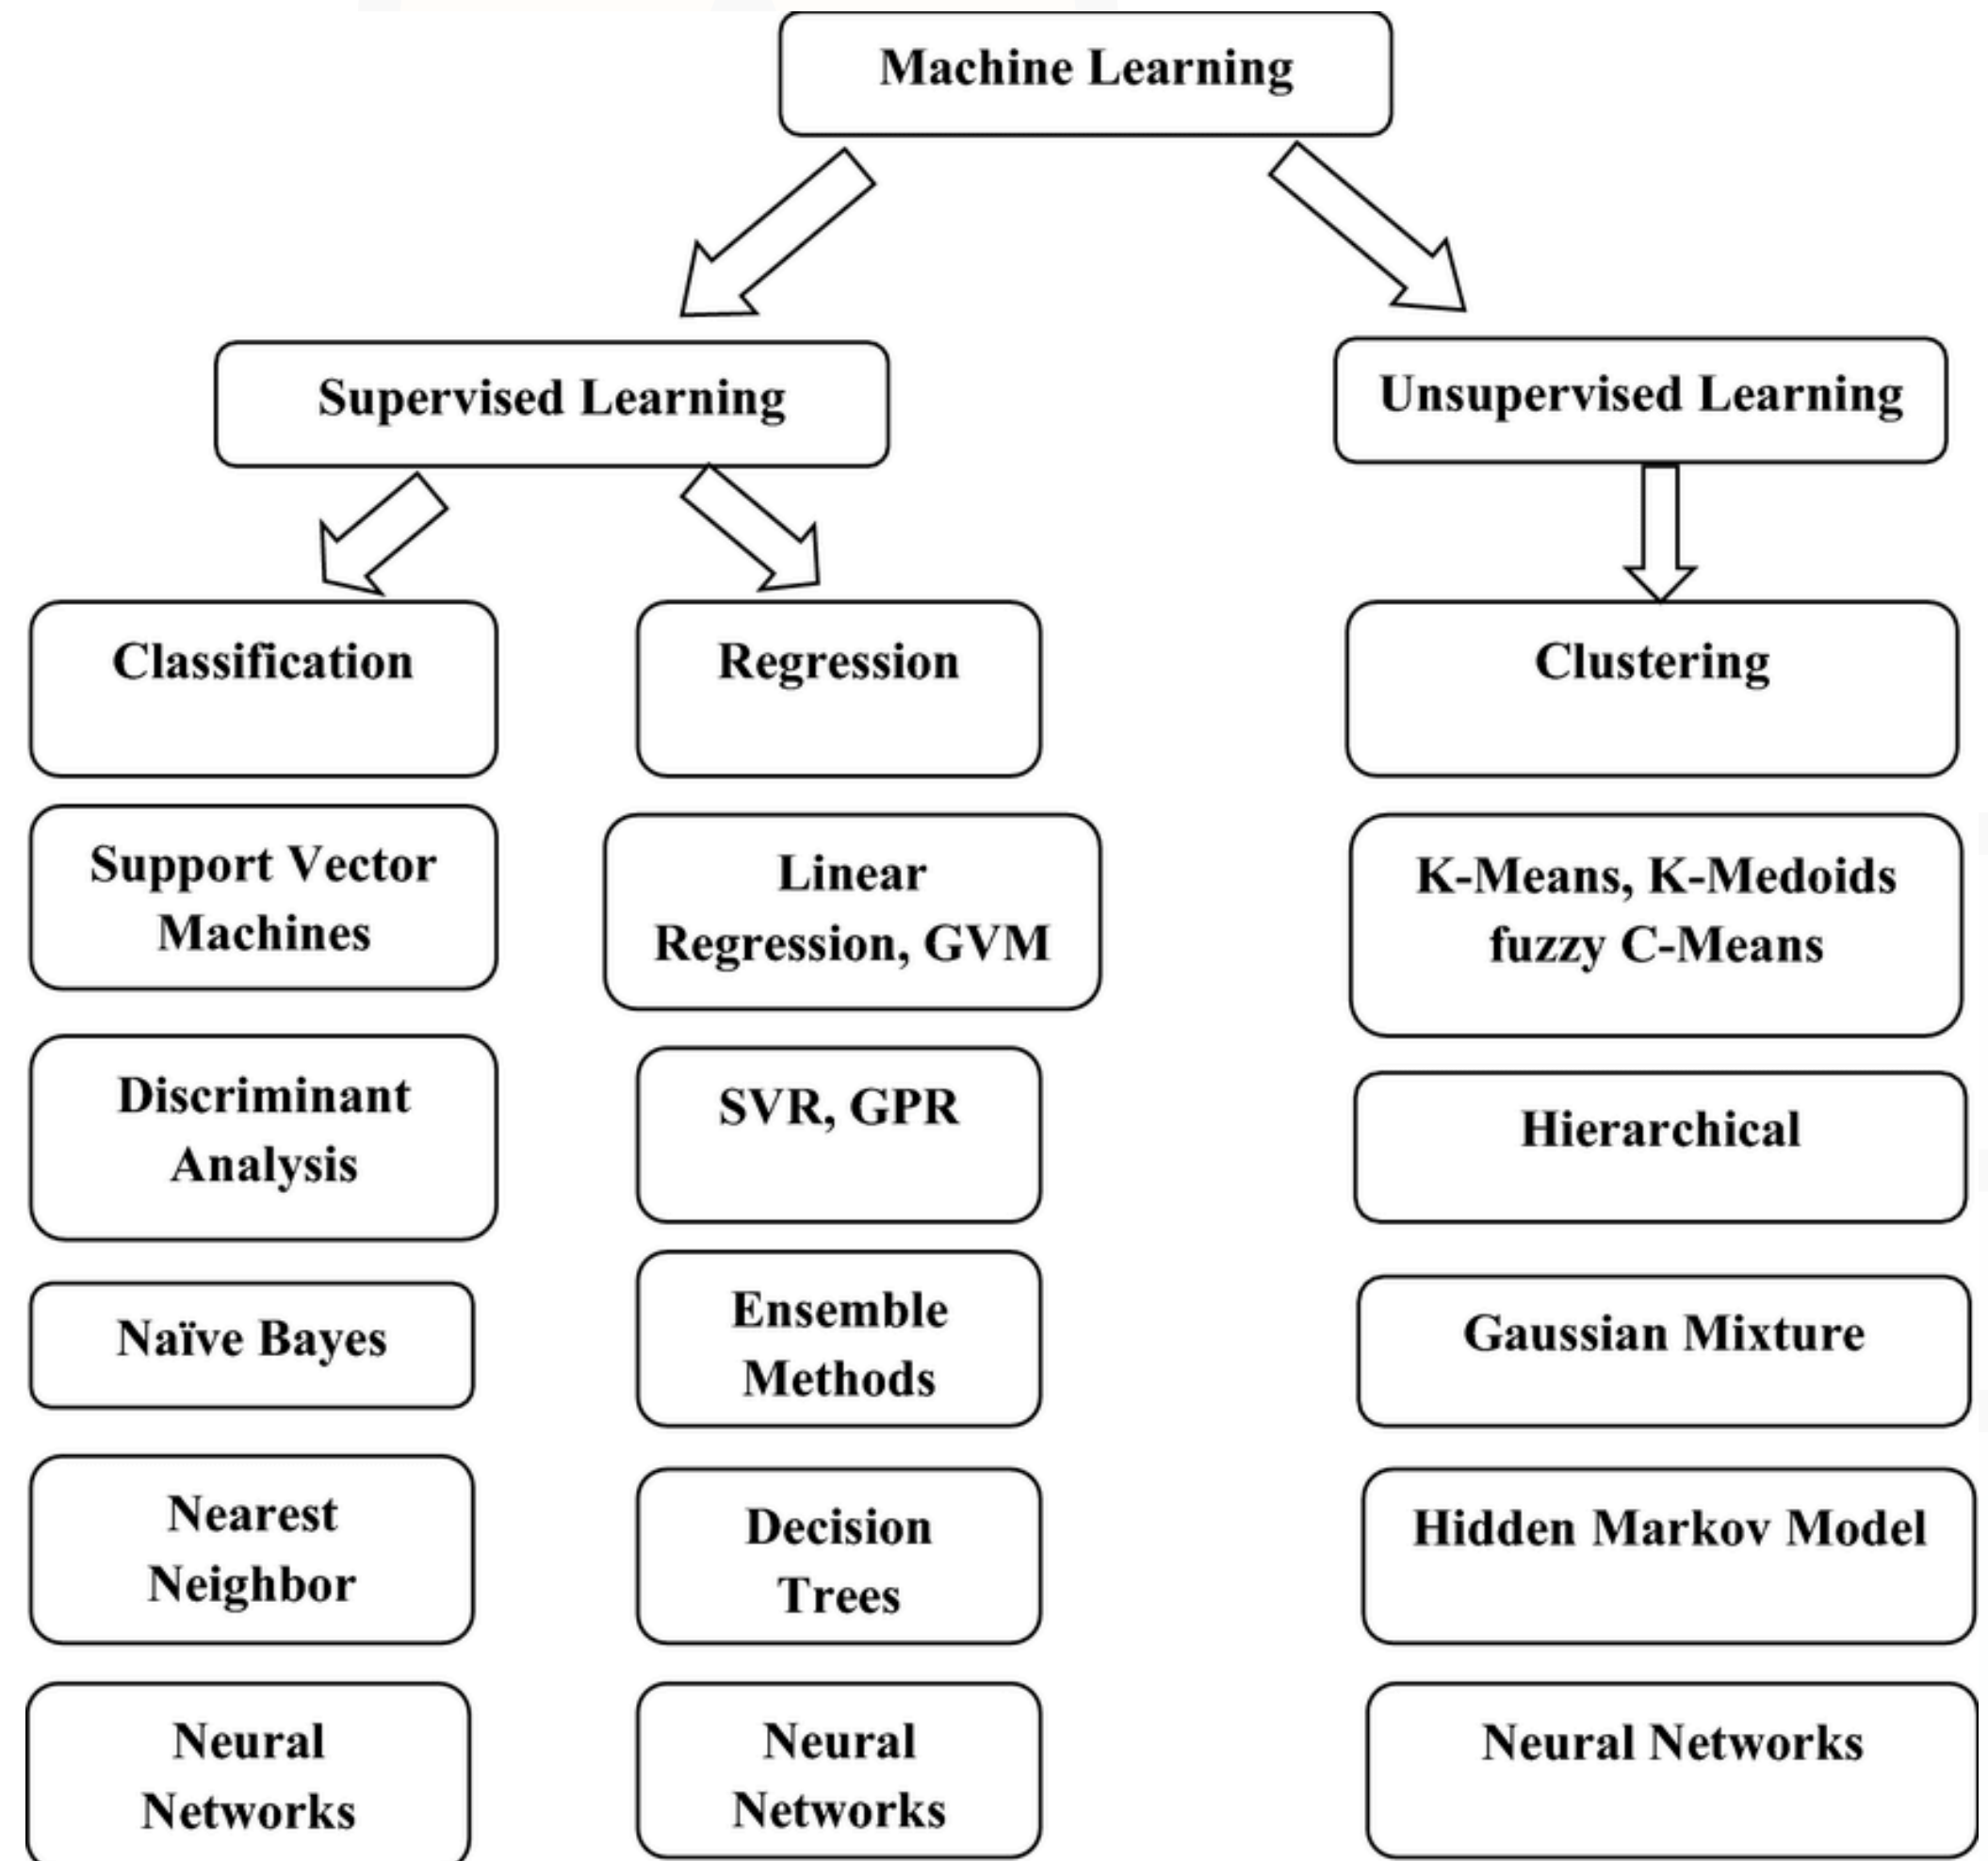 Machine Learning
Supervised Learning
Unsupervised Learning
Classification
Regression
Clustering
Support Vector
Machines
Linear
Regression, GVM
K-Means, K-Medoids
fuzzy C-Means
Discriminant
Analysis
SVR, GPR
Hierarchical
Naïve Bayes
Ensemble
Methods
Gaussian Mixture
Nearest
Neighbor
Decision
Trees
Hidden Markov Model
Neural
Networks
Neural
Networks
Neural Networks